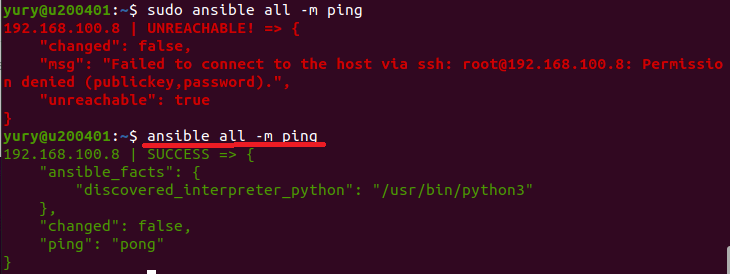 yury@u200401:~$ sudo ansible all -m ping
192.168.100.8 | UNREACHABLE! => {
    "changed": false,
    "msg": "Failed to connect to the host via ssh: root@192.168.100.8: Permissio
n denied (publickey,password).",
    "unreachable": true
}
yury@u200401:~$ ansible all -m ping
192.168.100.8 | SUCCESS => {
    "ansible_facts": {
        "discovered_interpreter_python": "/usr/bin/python3"
    },
    "changed": false,
    "ping": "pong"
}